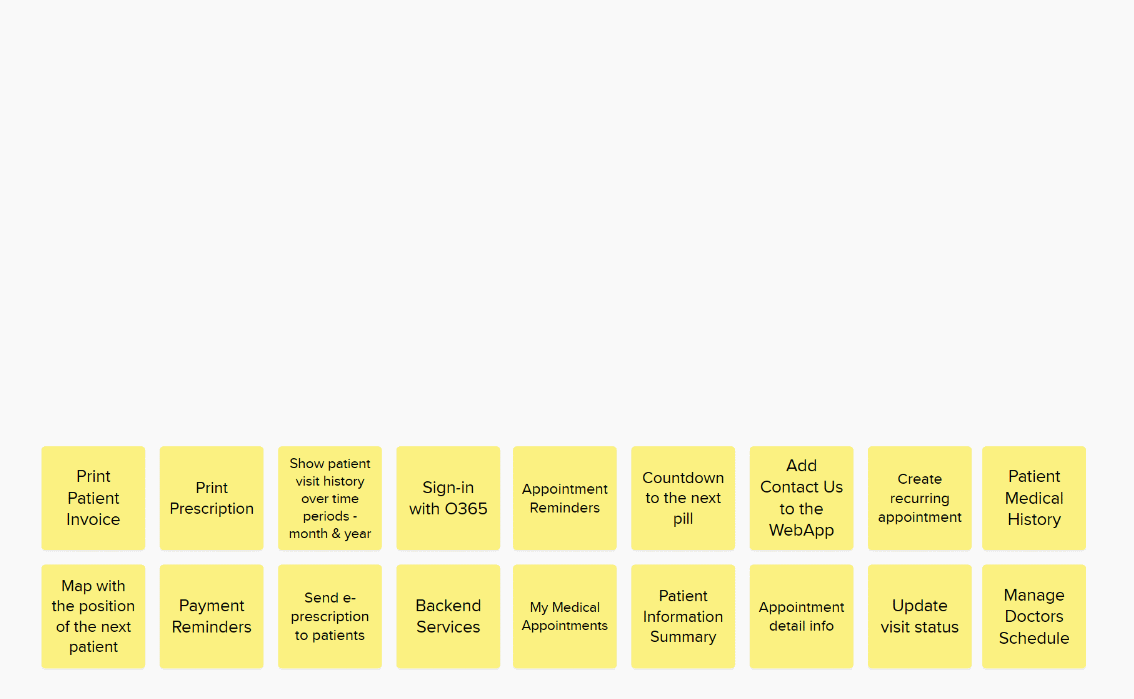 Print
Patient
Invoice
Print
Prescription
Show patient
visit history
over time
periods -
month & year
Sign-in
with O365
Appointment
Reminders
Countdown
to the next
pill
Add
Contact Us
to the
WebApp
Create
recurring
appointment
Patient
Medical
History
Map with
the position
of the next
patient
Payment
Reminders
Send e-
prescription
to patients
Backend
Services
My Medical
Appointments
Patient
Information
Summary
Appointment
detail info
Update
visit status
Manage
Doctors
Schedule